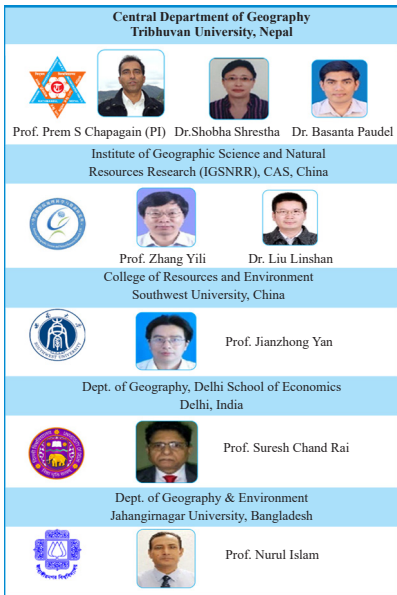 Central Department of Geography
Tribhuvan University, Nepal
Prof. Prem S Chapagain (PI) Dr.Shobha Shrestha Dr. Basanta Paudel
Institute of Geographic Science and Natural
Resources Research (IGSNRR), CAS, China
Prof. Zhang Yili Dr. Liu Linshan
College of Resources and Environment
Southwest University, China
Prof. Jianzhong Yan
Dept. of Geography, Delhi School of Economics
Delhi, India
Prof. Suresh Chand Rai
Dept. of Geography & Environment
Jahangirnagar University, Bangladesh
Prof. Nurul Islam